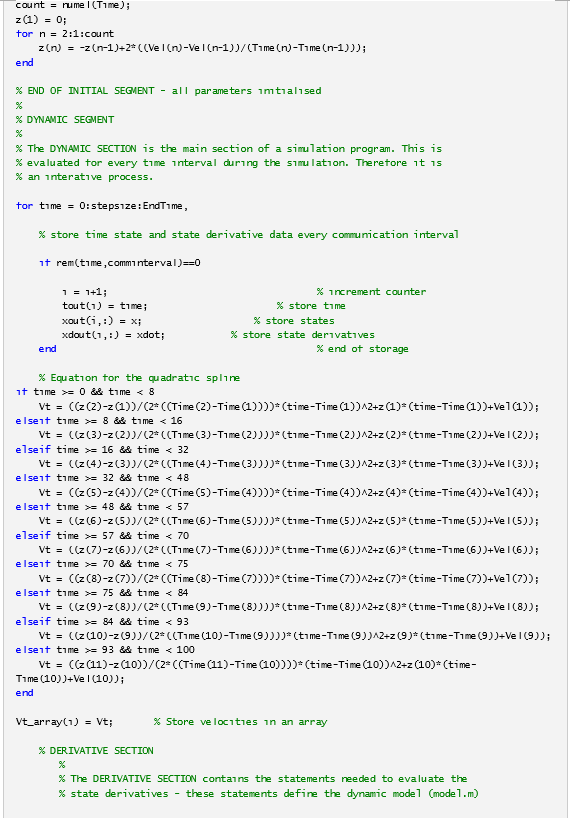 count = numel(Time);
z(1) = 0;
for n = 2:1:count
z(n) = -z(n-1)+2*((Vel(n)-Vel(n-1))/(Time(n)-Time(n-1)));
end
% END OF INITIAL SEGMENT - all parameters initialised
%
% DYNAMIC SEGMENT
%
% The DYNAMIC SECTION is the main section of a simulation program. This is
% evaluated for every time interval during the simulation. Therefore it is
% an interative process.
for time = 0:stepsize:EndTime,
% store time state and state derivative data every communication interval
if rem(time,comminterval)==0
i = i+1; % increment counter
tout(i) = time; % store time
xout(i,:) = x; % store states
xdout(i,:) = xdot; % store state derivatives
end % end of storage
% Equation for the quadratic spline
if time >= 0 && time < 8
Vt = ((z(2)-z(1))/(2*((Time(2)-Time(1))))*(time-Time(1))^2+z(1)*(time-Time(1))+Vel(1));
elseif time >= 8 && time < 16
Vt = ((z(3)-z(2))/(2*((Time(3)-Time(2))))*(time-Time(2))^2+z(2)*(time-Time(2))+Vel(2));
elseif time >= 16 && time < 32
Vt = ((z(4)-z(3))/(2*((Time(4)-Time(3))))*(time-Time(3))^2+z(3)*(time-Time(3))+Vel(3));
elseif time >= 32 && time < 48
Vt = ((z(5)-z(4))/(2*((Time(5)-Time(4))))*(time-Time(4))^2+z(4)*(time-Time(4))+Vel(4));
elseif time >= 48 && time < 57
Vt = ((z(6)-z(5))/(2*((Time(6)-Time(5))))*(time-Time(5))^2+z(5)*(time-Time(5))+Vel(5));
elseif time >= 57 && time < 70
Vt = ((z(7)-z(6))/(2*((Time(7)-Time(6))))*(time-Time(6))^2+z(6)*(time-Time(6))+Vel(6));
elseif time >= 70 && time < 75
Vt = ((z(8)-z(7))/(2*((Time(8)-Time(7))))*(time-Time(7))^2+z(7)*(time-Time(7))+Vel(7));
elseif time >= 75 && time < 84
Vt = ((z(9)-z(8))/(2*((Time(9)-Time(8))))*(time-Time(8))^2+z(8)*(time-Time(8))+Vel(8));
elseif time >= 84 && time < 93
Vt = ((z(10)-z(9))/(2*((Time(10)-Time(9))))*(time-Time(9))^2+z(9)*(time-Time(9))+Vel(9));
elseif time >= 93 && time < 100
Vt = ((z(11)-z(10))/(2*((Time(11)-Time(10))))*(time-Time(10))^2+z(10)*(time-
Time(10))+Vel(10));
end
Vt_array(i) = Vt; % Store velocities in an array
% DERIVATIVE SECTION
%
% The DERIVATIVE SECTION contains the statements needed to evaluate the
% state derivatives - these statements define the dynamic model (model.m)